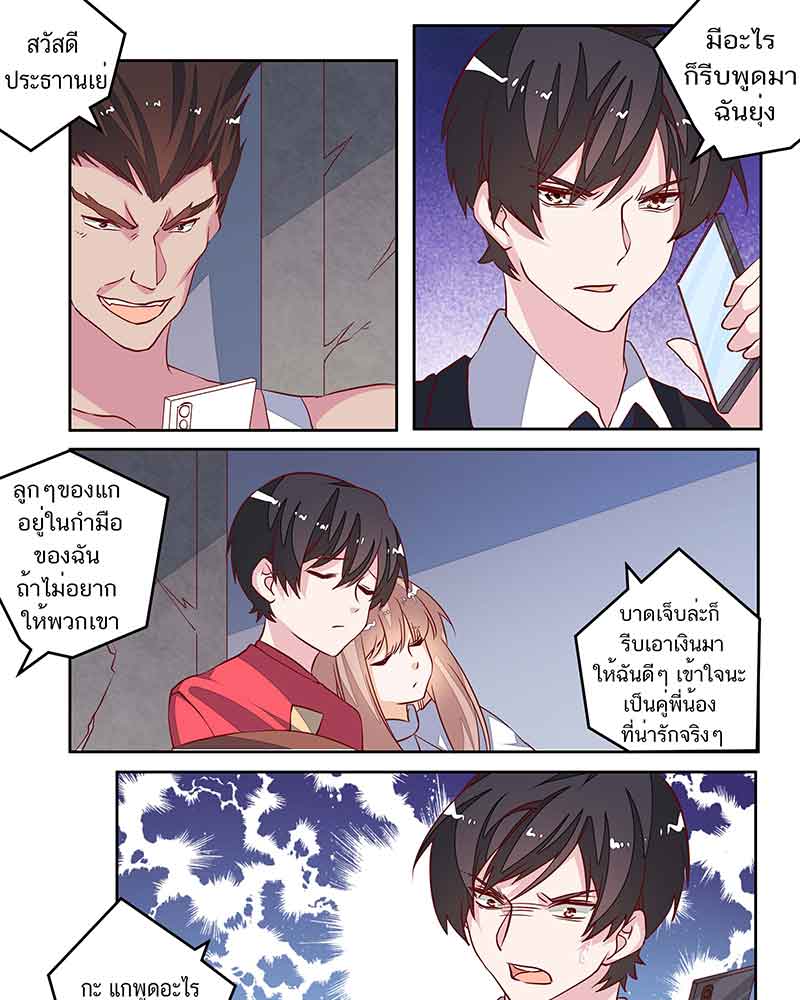 สวัสดี
ประธาานเย่
มีอะไร
ก็รีบพูดมา
ฉันยุ่ง
ลูกๆของแก
อยู่ในกำมือ
ของฉัน
ถ้าไม่อยาก
ให้พวกเขา
บาดเจ็บล่ะก็
รีบเอาเงินมา
ให้ฉันดีๆ เข้าใจนะ
เป็นคู่พี่น้อง
ที่น่ารักจริงๆ
กะ แกพูดอะไร